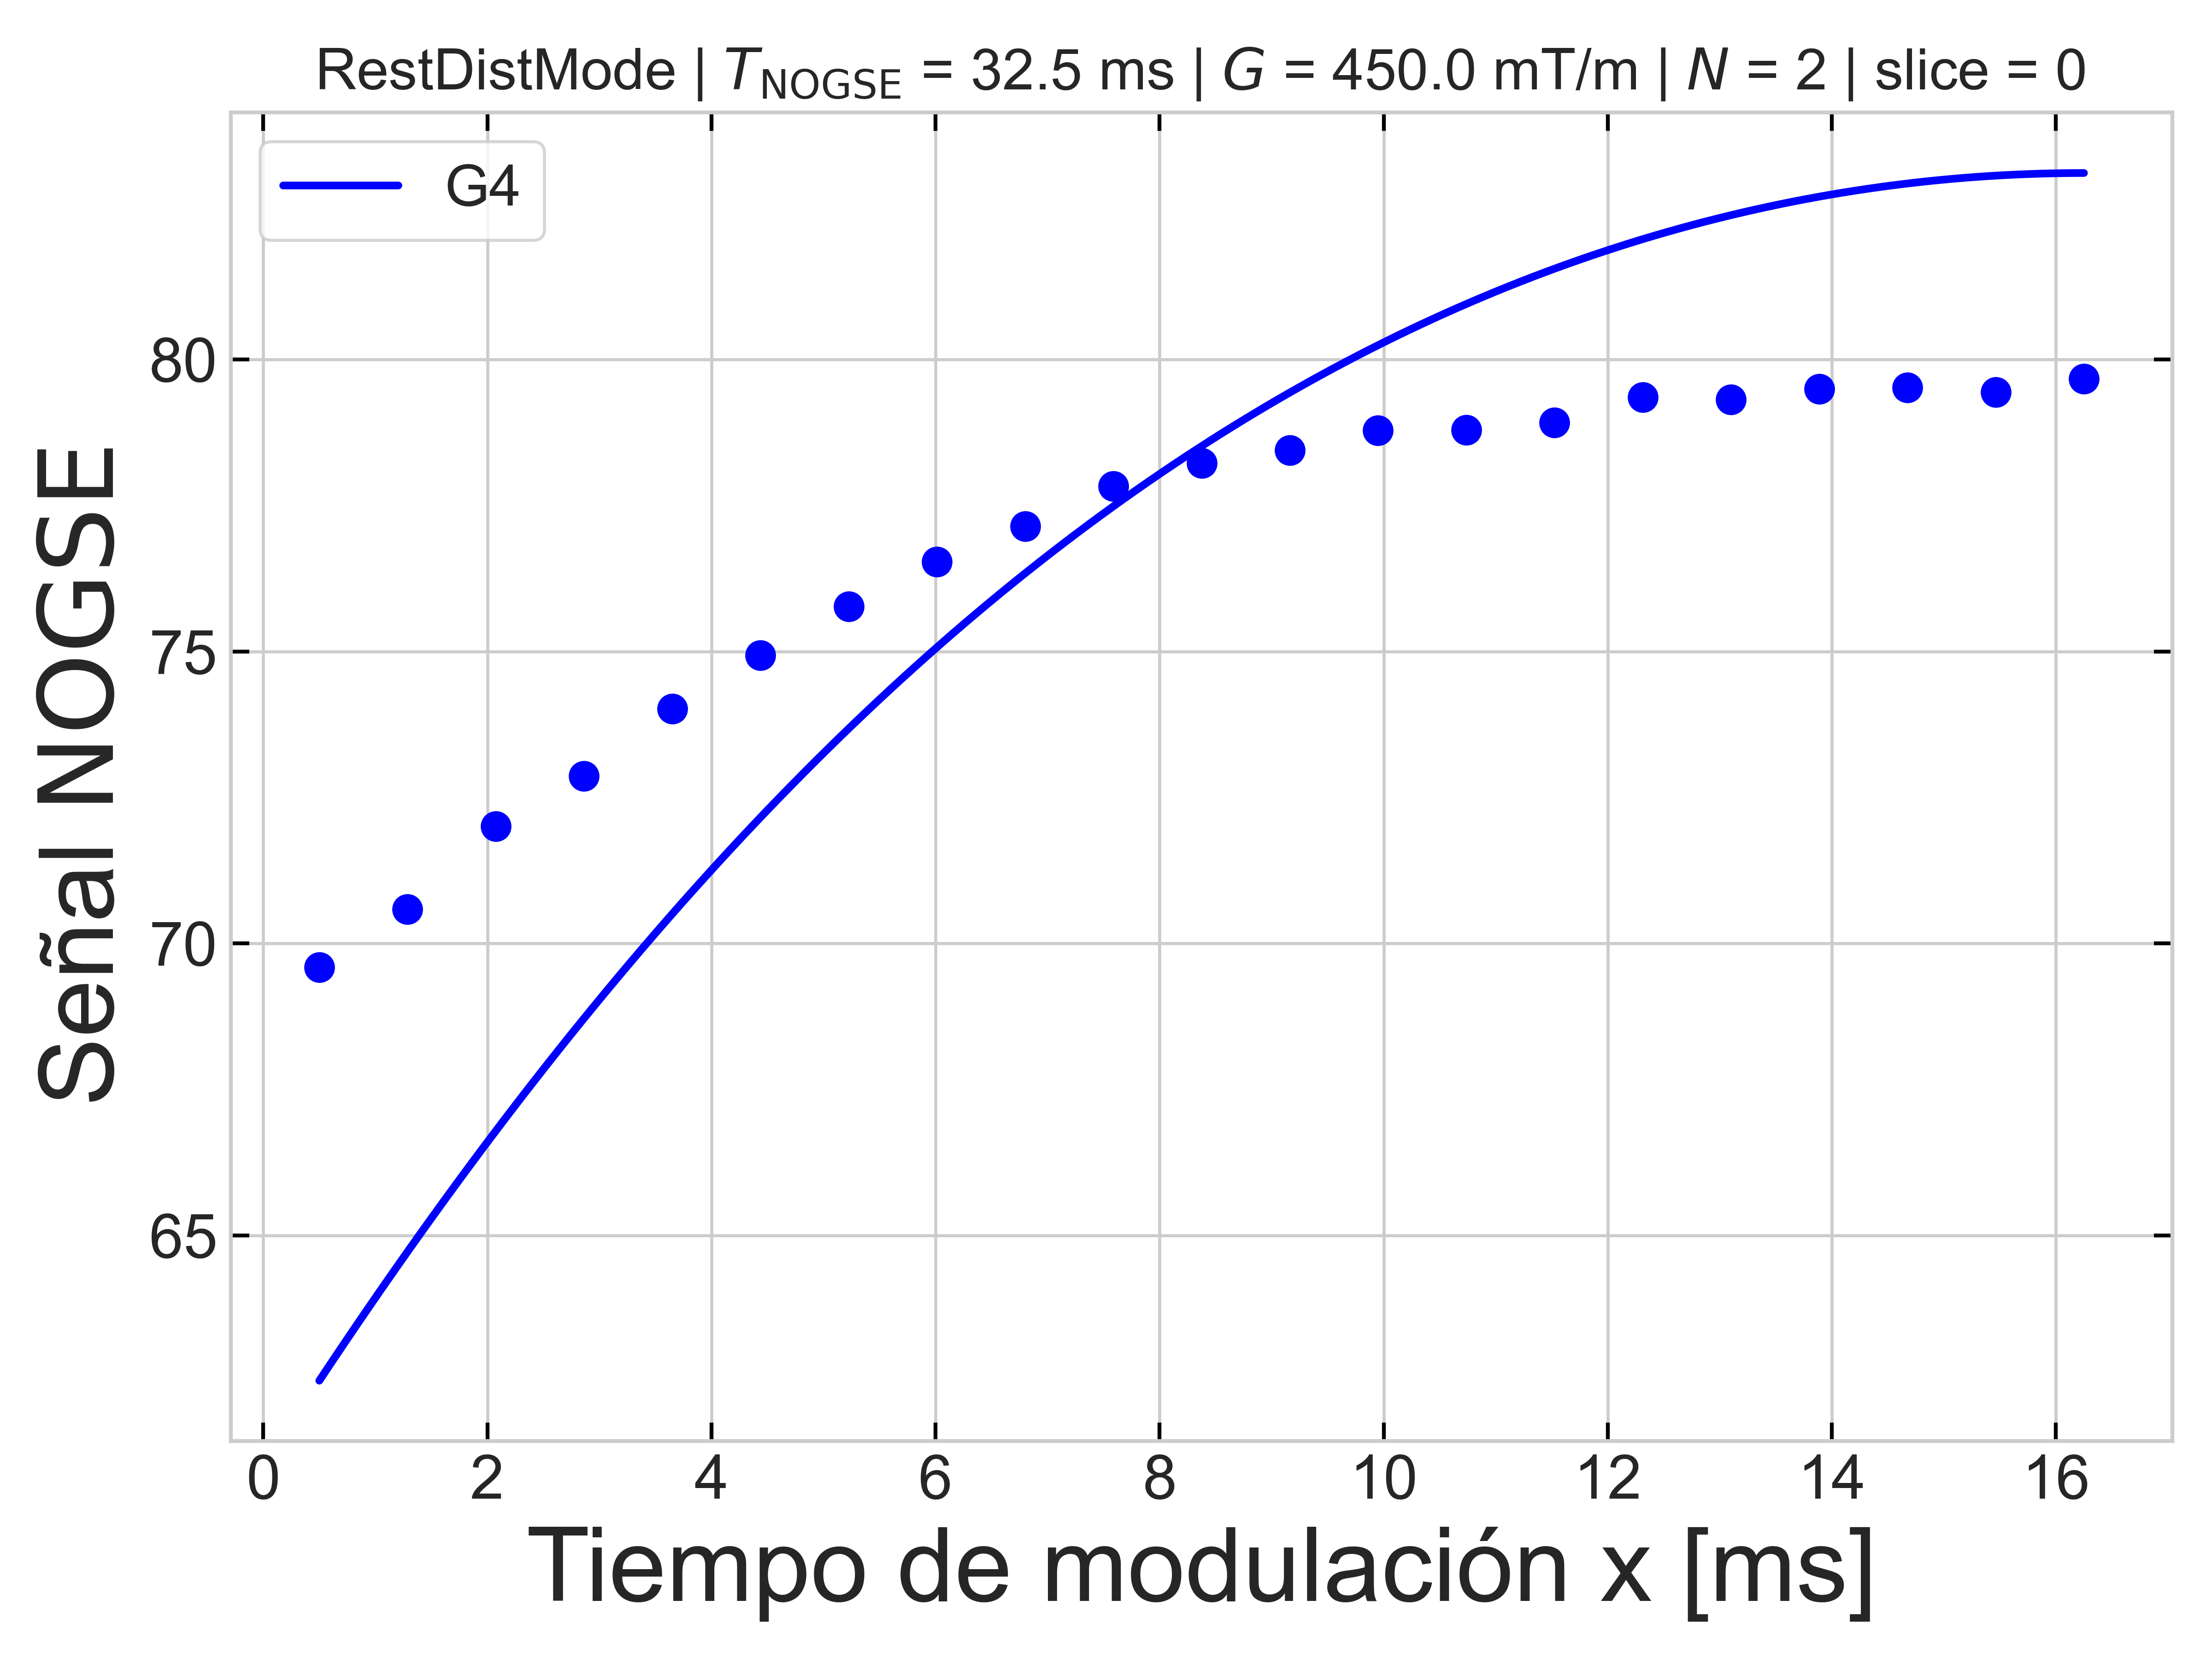 RestDistMode | T_NOGSE = 32.5 ms | G = 450.0 mT/m | N = 2 | slice = 0
G4
Señal NOGSE
80
75
70
65
0 2 4 6 8 10 12 14 16
Tiempo de modulación x [ms]